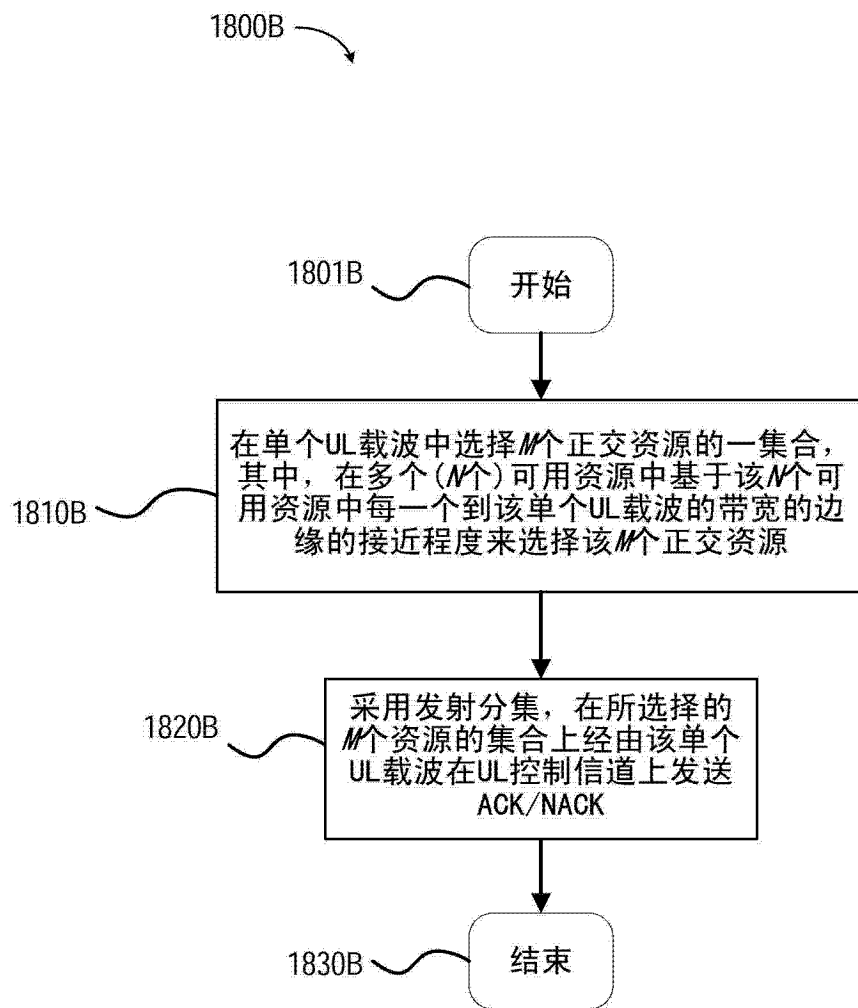 1800B
1801B
开始
在单个UL载波中选择M个正交资源的一集合，
其中，在多个(N个)可用资源中基于该N个可
用资源中每一个到该单个UL载波的带宽的边
缘的接近程度来选择该M个正交资源
1810B
采用发射分集，在所选择的
M个资源的集合上经由该单个
UL载波在UL控制信道上发送
ACK/NACK
1820B
结束
1830B